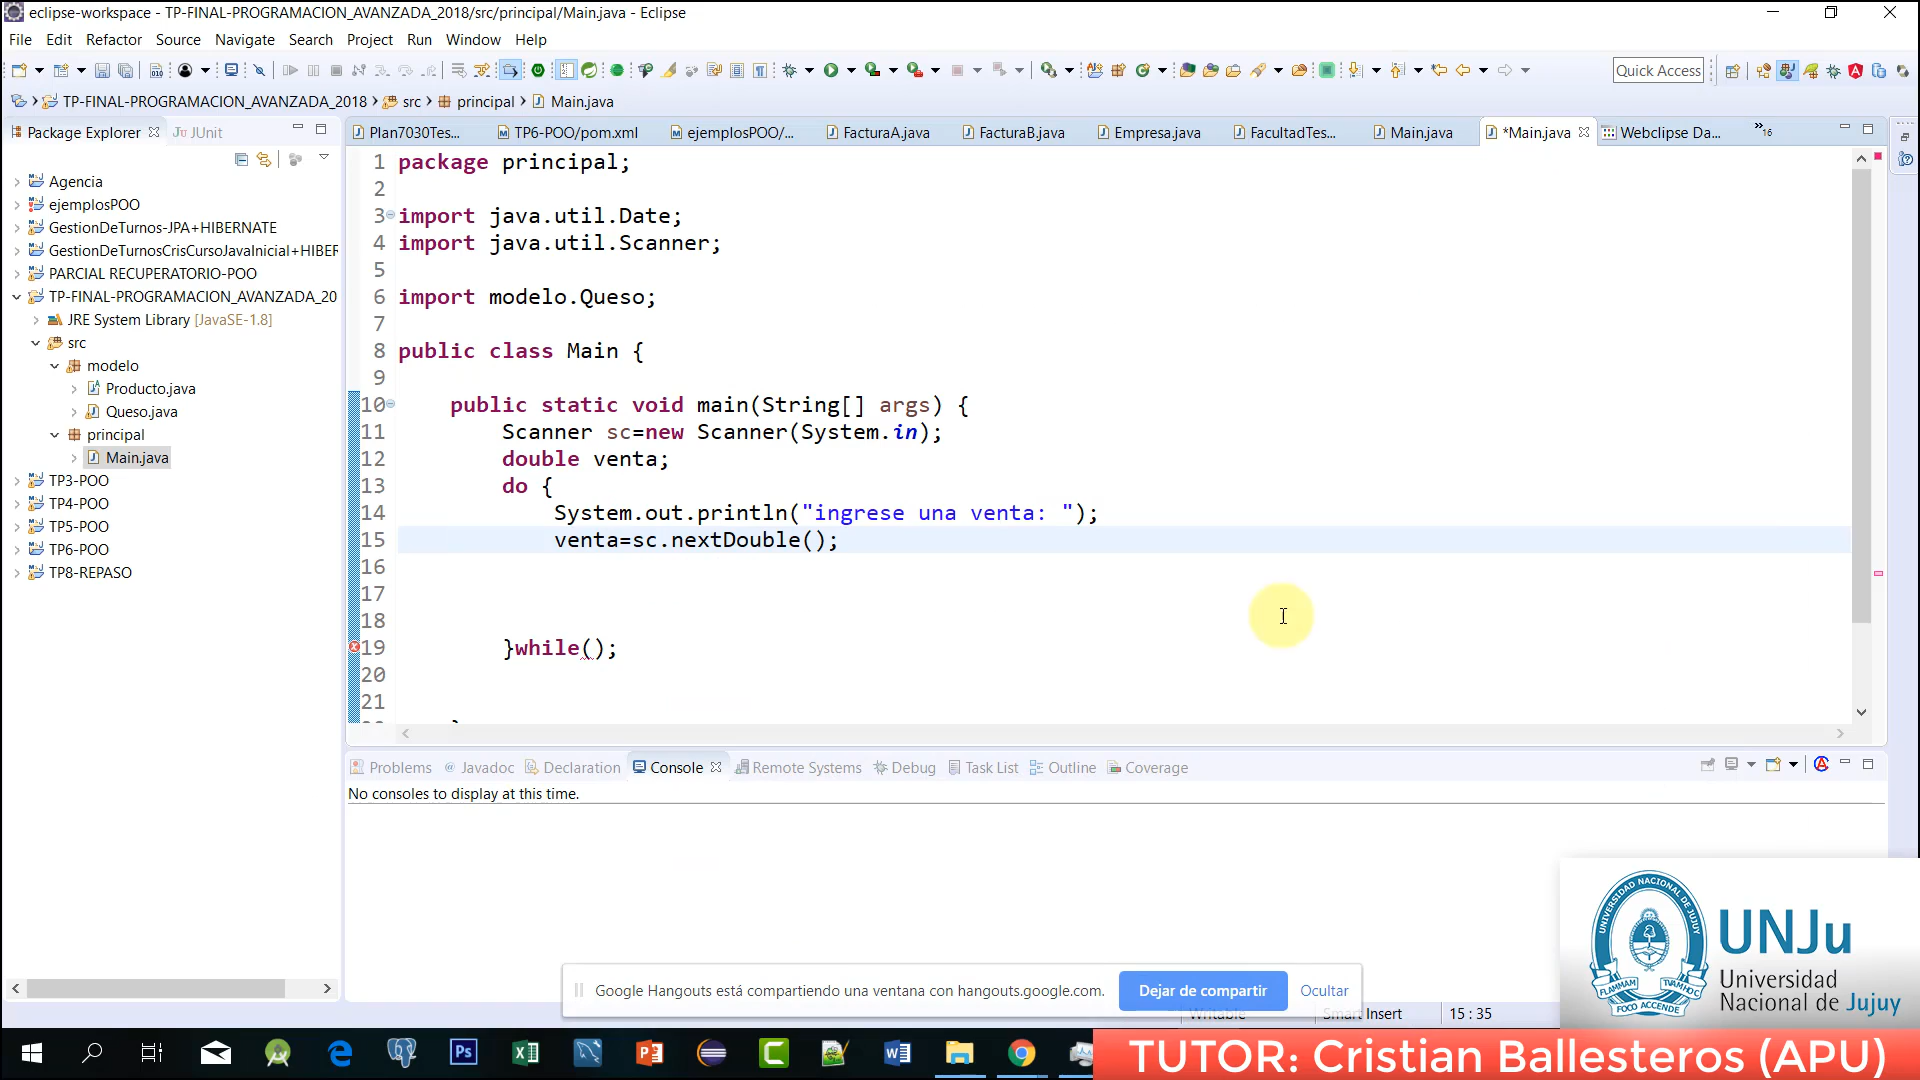 eclipse-workspace - TP-FINAL-PROGRAMACION_AVANZADA_2018/src/principal/Main.java - Eclipse
File Edit Refactor Source Navigate Search Project Run Window Help
Quick Access
TP-FINAL-PROGRAMACION_AVANZADA_2018 src principal Main.java
Package Explorer JUnit
Plan7030Tes... TP6-POO/pom.xml ejemplosPOO/... FacturaA.java FacturaB.java Empresa.java FacultadTes... Main.java *Main.java Webclipse Da... »16
Agencia
ejemplosPOO
GestionDeTurnos-JPA+HIBERNATE
GestionDeTurnosCrisCursoJavaInicial+HIBER
PARCIAL RECUPERATORIO-POO
TP-FINAL-PROGRAMACION_AVANZADA_20
JRE System Library [JavaSE-1.8]
src
modelo
Producto.java
Queso.java
principal
Main.java
TP3-POO
TP4-POO
TP5-POO
TP6-POO
TP8-REPASO
1 package principal;
2
3 import java.util.Date;
4 import java.util.Scanner;
5
6 import modelo.Queso;
7
8 public class Main {
9
10 public static void main(String[] args) {
11 Scanner sc=new Scanner(System.in);
12 double venta;
13 do {
14 System.out.println("ingrese una venta: ");
15 venta=sc.nextDouble();
16
17
18
19 }while();
20
21
Problems Javadoc Declaration Console Remote Systems Debug Task List Outline Coverage
No consoles to display at this time.
Google Hangouts está compartiendo una ventana con hangouts.google.com. Dejar de compartir Ocultar
Writable Smart Insert 15 : 35
UNIVERSIDAD NACIONAL DE JUJUY
UNJu
Universidad
Nacional de Jujuy
TUTOR: Cristian Ballesteros (APU)